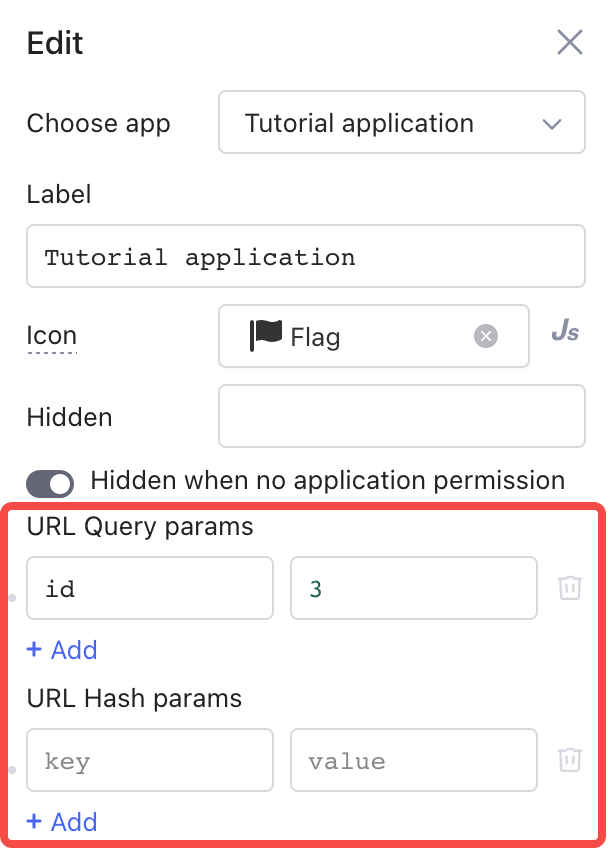 Edit
Choose app Tutorial application
Label
Tutorial application
Icon Flag Js
Hidden
Hidden when no application permission
URL Query params
id 3
+ Add
URL Hash params
key value
+ Add